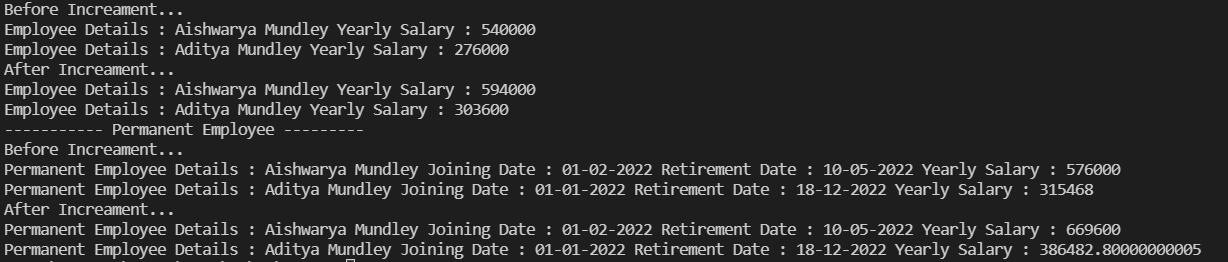 Before Increament...
Employee Details : Aishwarya Mundley Yearly Salary : 540000
Employee Details : Aditya Mundley Yearly Salary : 276000
After Increament...
Employee Details : Aishwarya Mundley Yearly Salary : 594000
Employee Details : Aditya Mundley Yearly Salary : 303600
----------- Permanent Employee ---------
Before Increament...
Permanent Employee Details : Aishwarya Mundley Joining Date : 01-02-2022 Retirement Date : 10-05-2022 Yearly Salary : 576000
Permanent Employee Details : Aditya Mundley Joining Date : 01-01-2022 Retirement Date : 18-12-2022 Yearly Salary : 315468
After Increament...
Permanent Employee Details : Aishwarya Mundley Joining Date : 01-02-2022 Retirement Date : 10-05-2022 Yearly Salary : 669600
Permanent Employee Details : Aditya Mundley Joining Date : 01-01-2022 Retirement Date : 18-12-2022 Yearly Salary : 386482.80000000005